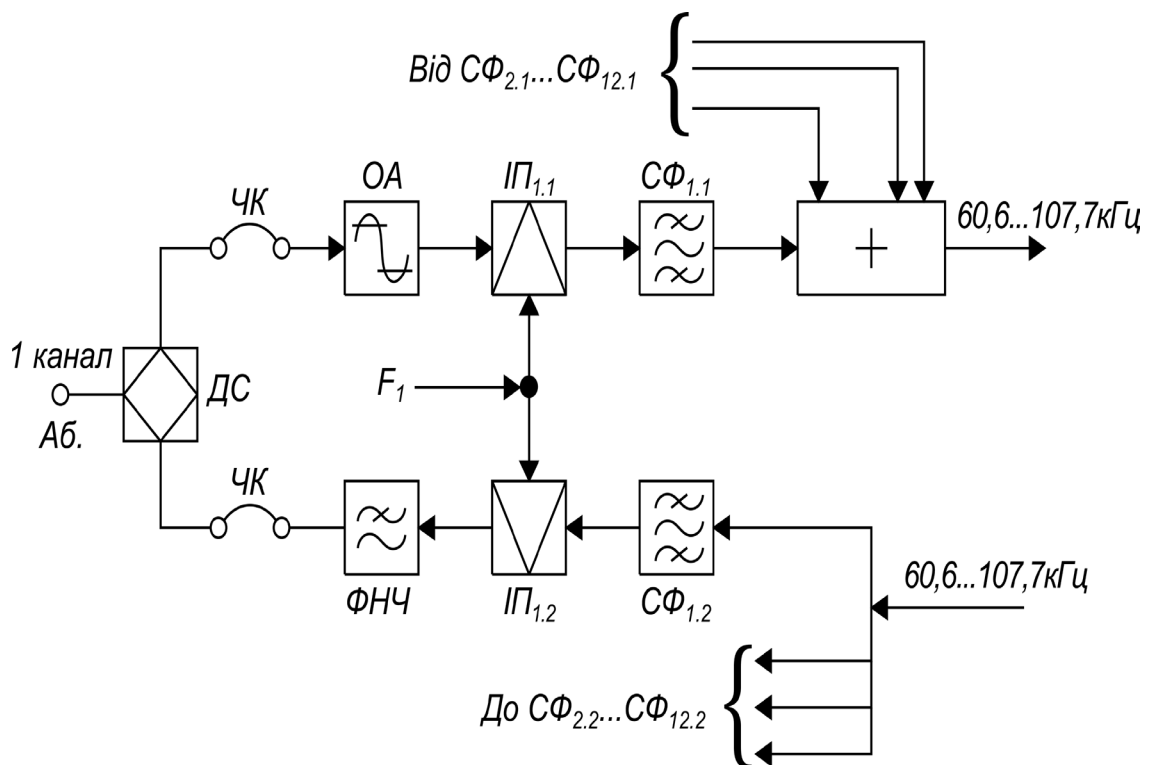 Від СФ2.1...СФ12.1
ОА
ІП1.1
СФ1.1
ЧК
60,6...107,7кГц
+
1 канал
ДС
F1
Аб.
ЧК
60,6...107,7кГц
ФНЧ
ІП1.2
СФ1.2
До СФ2.2...СФ12.2